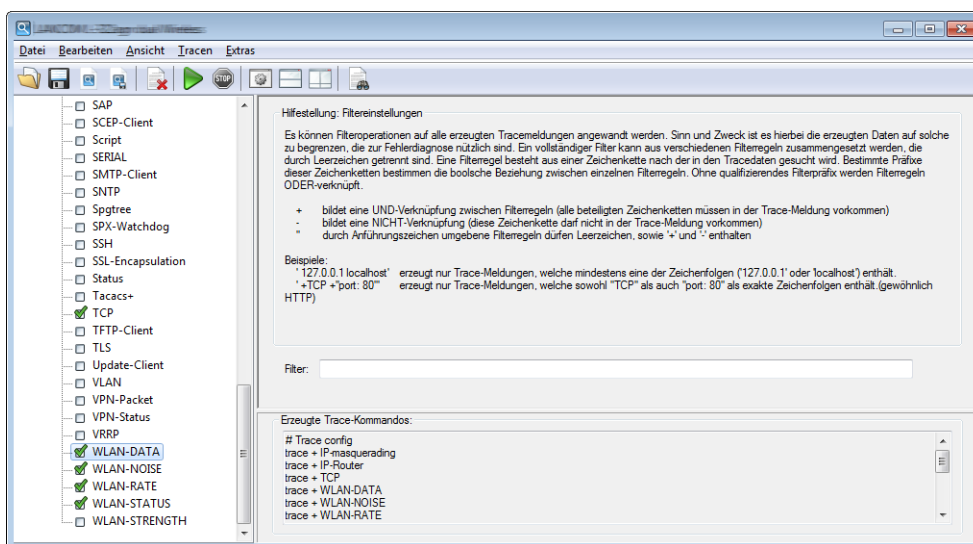 Datei Bearbeiten Ansicht Tracen Extras
STOP
SAP
SCEP-Client
Script
SERIAL
SMTP-Client
SNTP
Spgtree
SPX-Watchdog
SSH
SSL-Encapsulation
Status
Tacacs+
TCP
TFTP-Client
TLS
Update-Client
VLAN
VPN-Packet
VPN-Status
VRRP
WLAN-DATA
WLAN-NOISE
WLAN-RATE
WLAN-STATUS
WLAN-STRENGTH
Hilfestellung: Filtereinstellungen
Es können Filteroperationen auf alle erzeugten Tracemeldungen angewandt werden. Sinn und Zweck ist es hierbei die erzeugten Daten auf solche
zu begrenzen, die zur Fehlerdiagnose nützlich sind. Ein vollständiger Filter kann aus verschiedenen Filterregeln zusammengesetzt werden, die
durch Leerzeichen getrennt sind. Eine Filterregel besteht aus einer Zeichenkette nach der in den Tracedaten gesucht wird. Bestimmte Präfixe
dieser Zeichenketten bestimmen die boolsche Beziehung zwischen einzelnen Filterregeln. Ohne qualifizierendes Filterpräfix werden Filterregeln
ODER-verknüpft.
+ bildet eine UND-Verknüpfung zwischen Filterregeln (alle beteiligten Zeichenketten müssen in der Trace-Meldung vorkommen)
- bildet eine NICHT-Verknüpfung (diese Zeichenkette darf nicht in der Trace-Meldung vorkommen)
" durch Anführungszeichen umgebene Filterregeln dürfen Leerzeichen, sowie '+' und '-' enthalten
Beispiele:
' 127.0.0.1 localhost' erzeugt nur Trace-Meldungen, welche mindestens eine der Zeichenfolgen ('127.0.0.1' oder 'localhost') enthält.
' +TCP +"port: 80"' erzeugt nur Trace-Meldungen, welche sowohl "TCP" als auch "port: 80" als exakte Zeichenfolgen enthält.(gewöhnlich
HTTP)
Filter:
Erzeugte Trace-Kommandos:
# Trace config
trace + IP-masquerading
trace + IP-Router
trace + TCP
trace + WLAN-DATA
trace + WLAN-NOISE
trace + WLAN-RATE